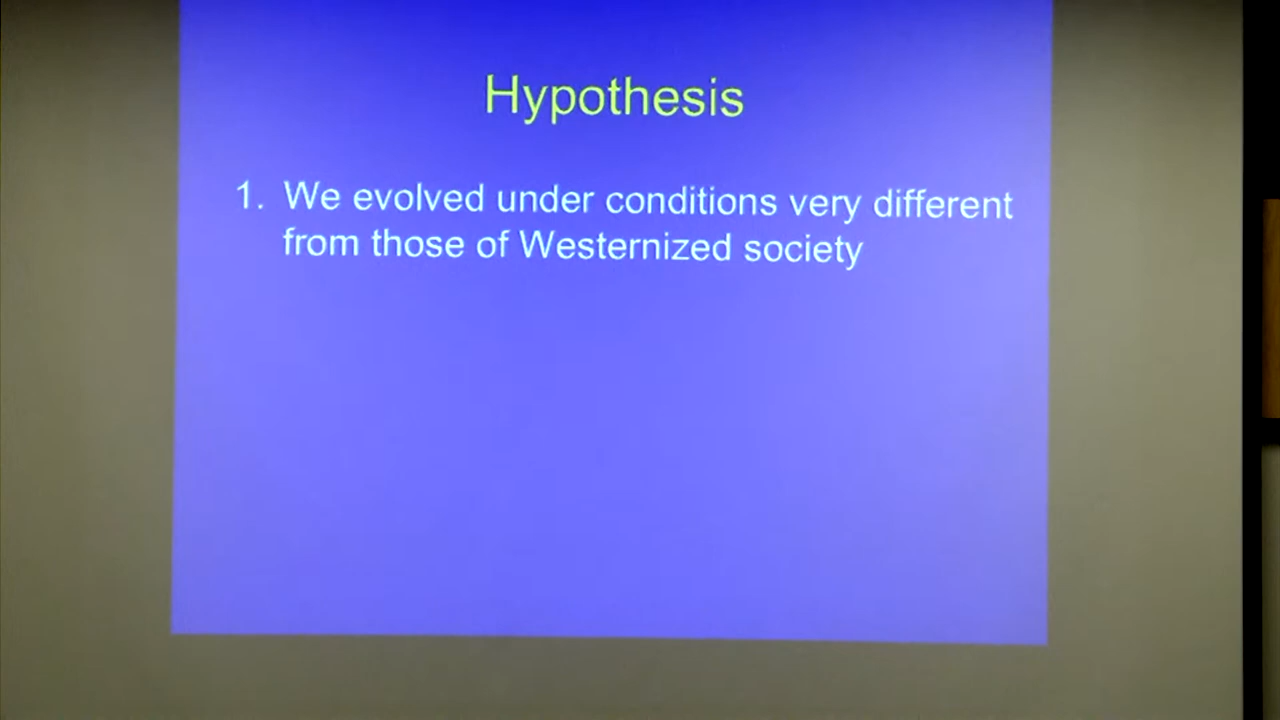 Hypothesis
1. We evolved under conditions very different
from those of Westernized society